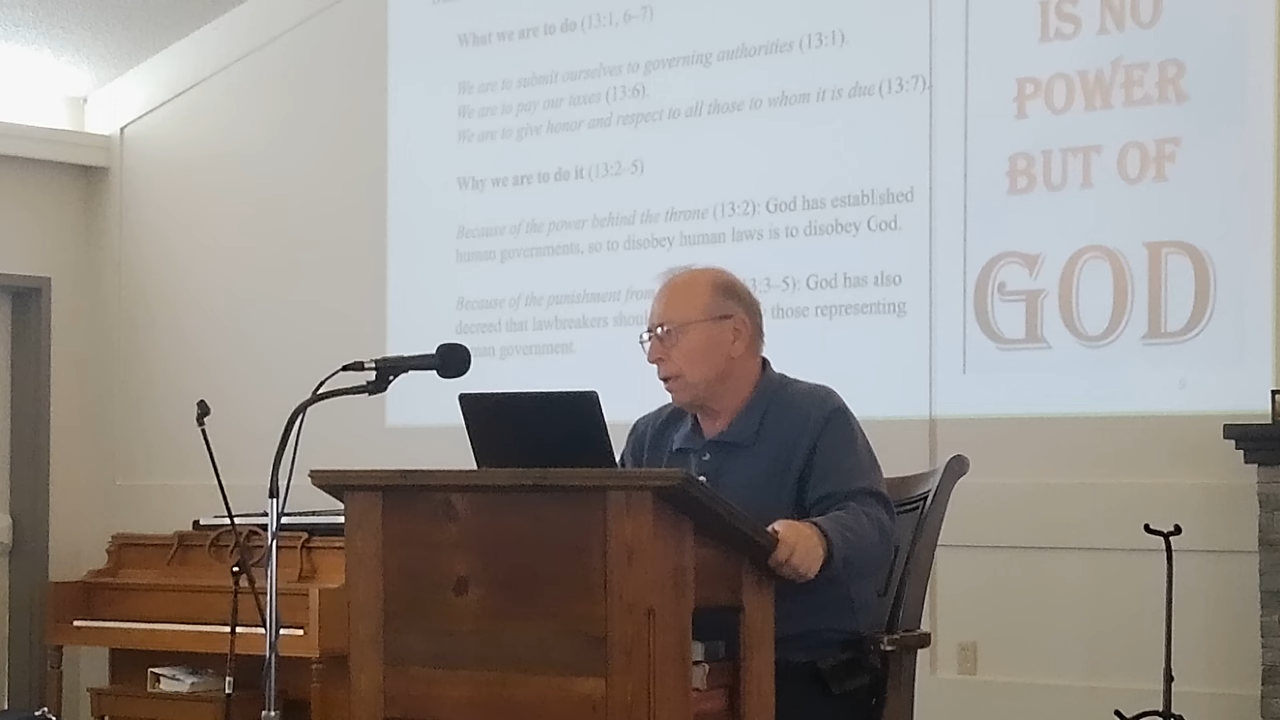 What we are to do (13:1, 6–7)
We are to submit ourselves to governing authorities (13:1).
We are to pay our taxes (13:6).
We are to give honor and respect to all those to whom it is due (13:7).
Why we are to do it (13:2–5)
Because of the power behind the throne (13:2): God has established
human governments, so to disobey human laws is to disobey God.
Because of the punishment from 3:3–5): God has also
decreed that lawbreakers those representing
government.
IS NO
POWER
BUT OF
GOD